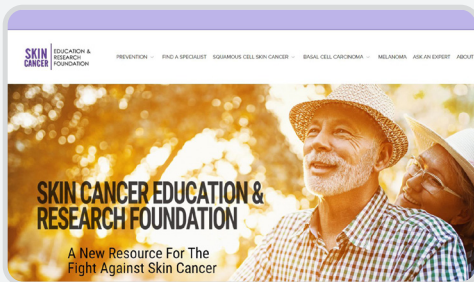 SKIN CANCER
EDUCATION & RESEARCH FOUNDATION
PREVENTION
FIND A SPECIALIST
SQUAMOUS CELL SKIN CANCER
BASAL CELL CARCINOMA
MELANOMA
ASK AN EXPERT
ABOUT
SKIN CANCER EDUCATION &
RESEARCH FOUNDATION
A New Resource For The
Fight Against Skin Cancer